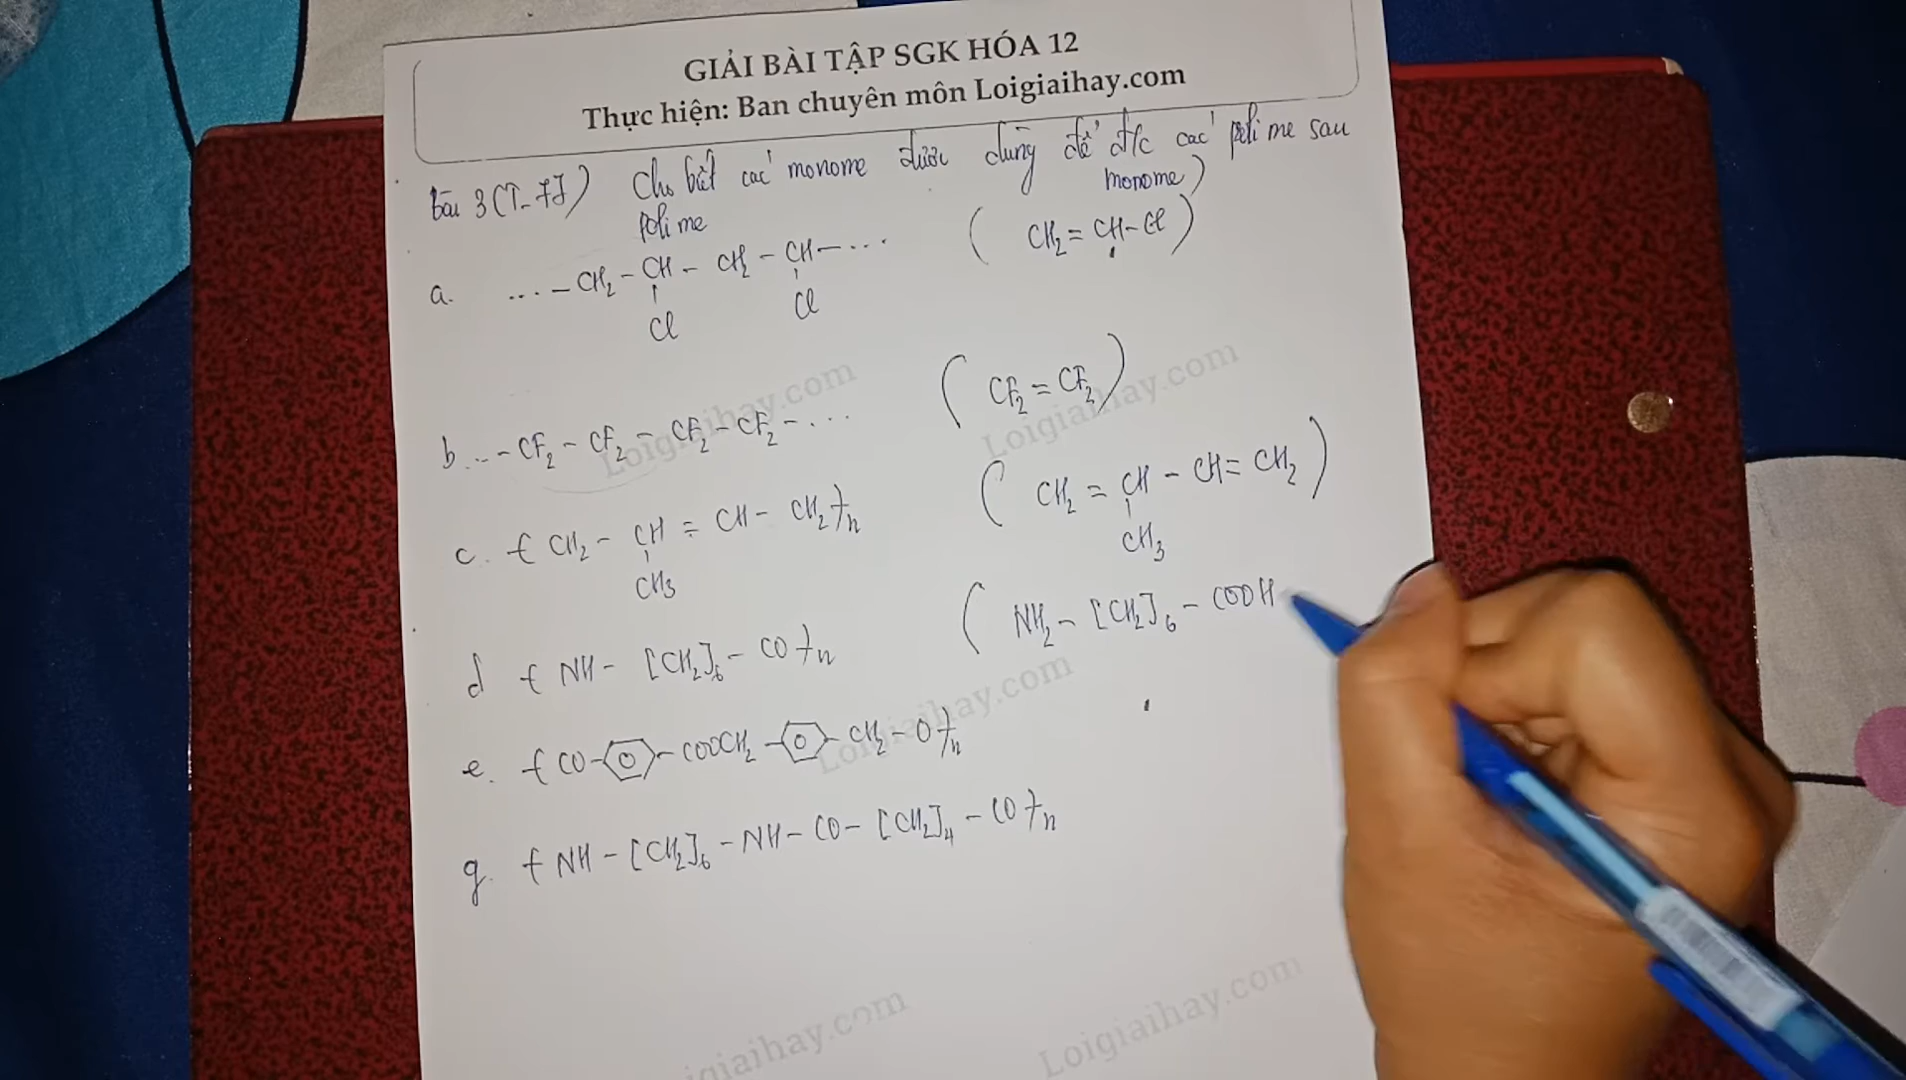 GIẢI BÀI TẬP SGK HÓA 12
Thực hiện: Ban chuyên môn Loigiaihay.com
Bài 3 (T-77) Cho biết các monome được dùng để đ/c các polime sau
polime monome)
a. ... - CH2 - CH - CH2 - CH - ... ( CH2 = CH - Cl )
Cl Cl
b ... - CF2 - CF2 - CF2 - CF2 - ... ( CF2 = CF2 )
c. ( CH2 - CH = CH - CH2 )n ( CH2 = CH - CH = CH2 )
CH3 CH3
d ( NH - [CH2]6 - CO )n ( NH2 - [CH2]6 - COOH
e. ( CO - - COOCH2 - - CH2 - O )n
g. ( NH - [CH2]6 - NH - CO - [CH2]4 - CO )n
Loigiaihay.com
Loigiaihay.com
Loigiaihay.com
giaihay.com
Loigiaihay.com